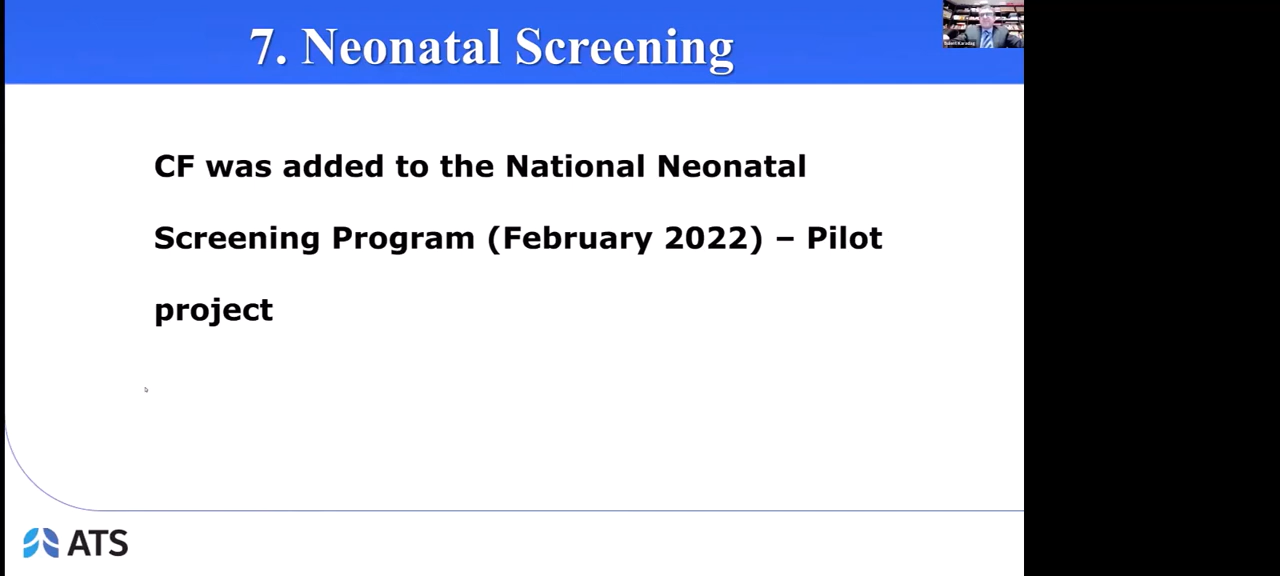 7. Neonatal Screening
CF was added to the National Neonatal
Screening Program (February 2022) – Pilot
project
ATS